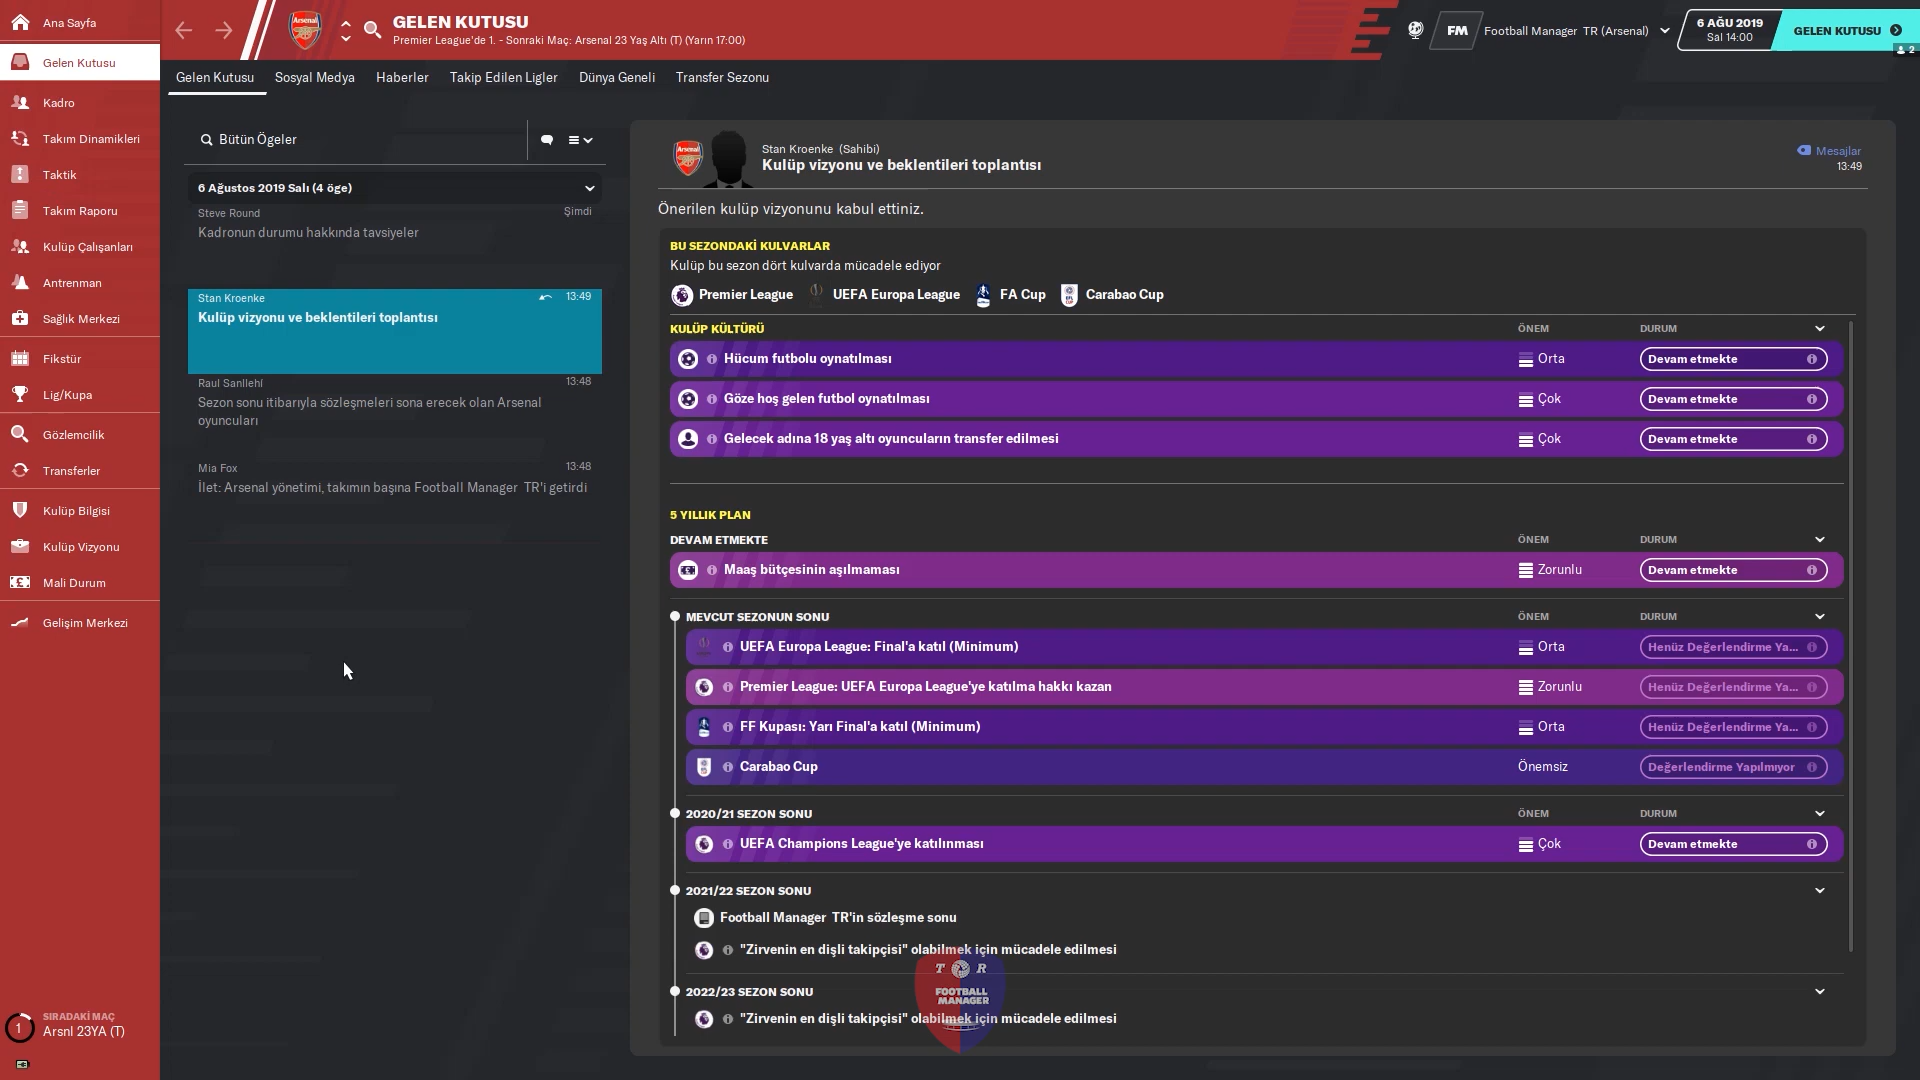 Ana Sayfa
Gelen Kutusu
Kadro
Takım Dinamikleri
Taktik
Takım Raporu
Kulüp Çalışanları
Antrenman
Sağlık Merkezi
Fikstür
Lig/Kupa
Gözlemcilik
Transferler
Kulüp Bilgisi
Kulüp Vizyonu
Mali Durum
Gelişim Merkezi
SIRADAKİ MAÇ
1 Arsnl 23YA (T)
Arsenal
GELEN KUTUSU
Premier League'de 1. - Sonraki Maç: Arsenal 23 Yaş Altı (T) (Yarın 17:00)
FM Football Manager TR (Arsenal)
6 AĞU 2019
Sal 14:00
GELEN KUTUSU
2
Gelen Kutusu Sosyal Medya Haberler Takip Edilen Ligler Dünya Geneli Transfer Sezonu
Bütün Ögeler
6 Ağustos 2019 Salı (4 öge)
Steve Round Şimdi
Kadronun durumu hakkında tavsiyeler
Stan Kroenke 13:49
Kulüp vizyonu ve beklentileri toplantısı
Raul Sanllehí 13:48
Sezon sonu itibarıyla sözleşmeleri sona erecek olan Arsenal
oyuncuları
Mia Fox 13:48
İlet: Arsenal yönetimi, takımın başına Football Manager TR'i getirdi
Arsenal
Stan Kroenke (Sahibi)
Kulüp vizyonu ve beklentileri toplantısı
Mesajlar
13:49
Önerilen kulüp vizyonunu kabul ettiniz.
BU SEZONDAKİ KULVARLAR
Kulüp bu sezon dört kulvarda mücadele ediyor
Premier League UEFA Europa League FA Cup Carabao Cup
KULÜP KÜLTÜRÜ ÖNEM DURUM
Hücum futbolu oynatılması Orta Devam etmekte
Göze hoş gelen futbol oynatılması Çok Devam etmekte
Gelecek adına 18 yaş altı oyuncuların transfer edilmesi Çok Devam etmekte
5 YILLIK PLAN
DEVAM ETMEKTE ÖNEM DURUM
Maaş bütçesinin aşılmaması Zorunlu Devam etmekte
MEVCUT SEZONUN SONU ÖNEM DURUM
UEFA Europa League: Final'a katıl (Minimum) Orta Henüz Değerlendirme Ya...
Premier League: UEFA Europa League'ye katılma hakkı kazan Zorunlu Henüz Değerlendirme Ya...
FF Kupası: Yarı Final'a katıl (Minimum) Orta Henüz Değerlendirme Ya...
Carabao Cup Önemsiz Değerlendirme Yapılmıyor
2020/21 SEZON SONU ÖNEM DURUM
UEFA Champions League'ye katılınması Çok Devam etmekte
2021/22 SEZON SONU
Football Manager TR'in sözleşme sonu
"Zirvenin en dişli takipçisi" olabilmek için mücadele edilmesi
T R
FOOTBALL
MANAGER
2022/23 SEZON SONU
"Zirvenin en dişli takipçisi" olabilmek için mücadele edilmesi